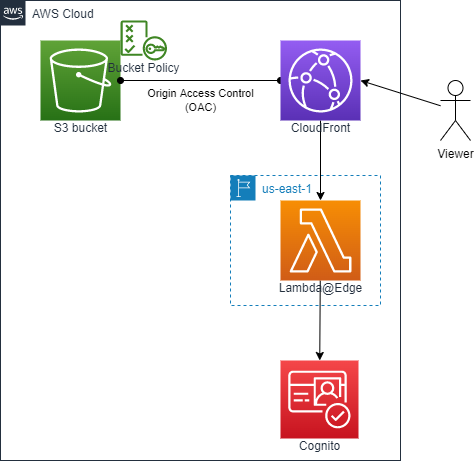 aws
AWS Cloud
Bucket Policy
Origin Access Control
(OAC)
S3 bucket
CloudFront
Viewer
us-east-1
Lambda@Edge
Cognito